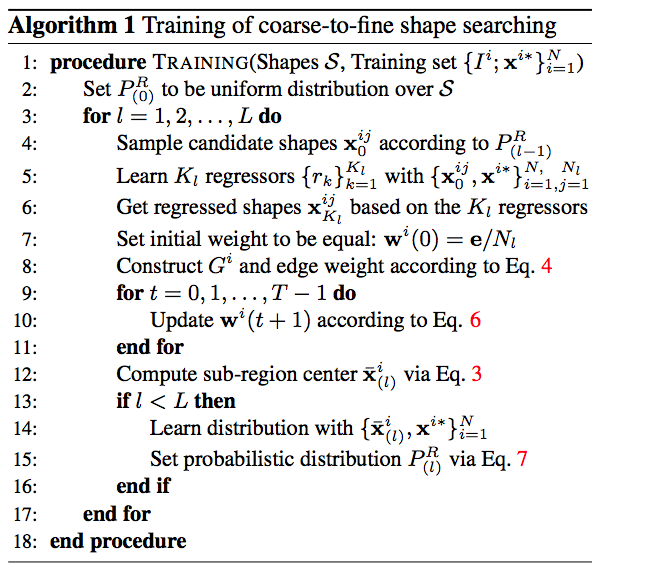 Algorithm 1 Training of coarse-to-fine shape searching
1: procedure TRAINING(Shapes $\mathcal{S}$, Training set $\{I^i; \mathbf{x}^{i*}\}_{i=1}^N$)
2: Set $P^R_{(0)}$ to be uniform distribution over $\mathcal{S}$
3: for $l = 1, 2, \ldots, L$ do
4: Sample candidate shapes $\mathbf{x}_0^{ij}$ according to $P^R_{(l-1)}$
5: Learn $K_l$ regressors $\{r_k\}_{k=1}^{K_l}$ with $\{\mathbf{x}_0^{ij}, \mathbf{x}^{i*}\}_{i=1,j=1}^{N,\ N_l}$
6: Get regressed shapes $\mathbf{x}_{K_l}^{ij}$ based on the $K_l$ regressors
7: Set initial weight to be equal: $\mathbf{w}^i(0) = \mathbf{e}/N_l$
8: Construct $G^i$ and edge weight according to Eq. 4
9: for $t = 0, 1, \ldots, T - 1$ do
10: Update $\mathbf{w}^i(t + 1)$ according to Eq. 6
11: end for
12: Compute sub-region center $\bar{\mathbf{x}}^i_{(l)}$ via Eq. 3
13: if $l < L$ then
14: Learn distribution with $\{\bar{\mathbf{x}}^i_{(l)}, \mathbf{x}^{i*}\}_{i=1}^N$
15: Set probabilistic distribution $P^R_{(l)}$ via Eq. 7
16: end if
17: end for
18: end procedure